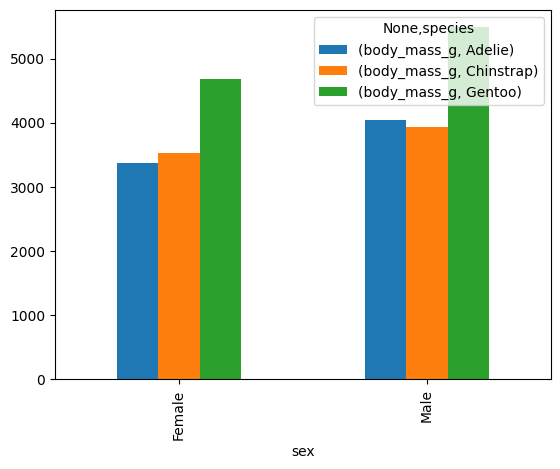 None,species
(body_mass_g, Adelie)
(body_mass_g, Chinstrap)
(body_mass_g, Gentoo)
5000
4000
3000
2000
1000
0
Female
Male
sex